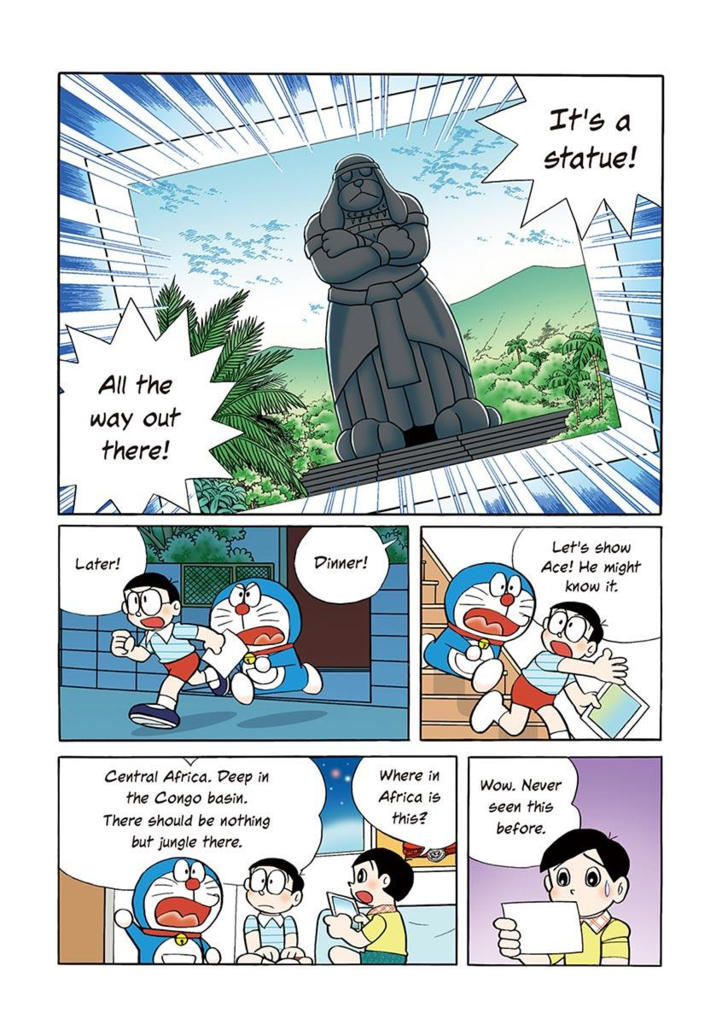 It's a
statue!
All the
way out
there!
Let's show
Ace! He might
know it.
Dinner!
Later!
Wow. Never
seen this
before.
Where in
Africa is
this?
Central Africa. Deep in
the Congo basin.
There should be nothing
but jungle there.